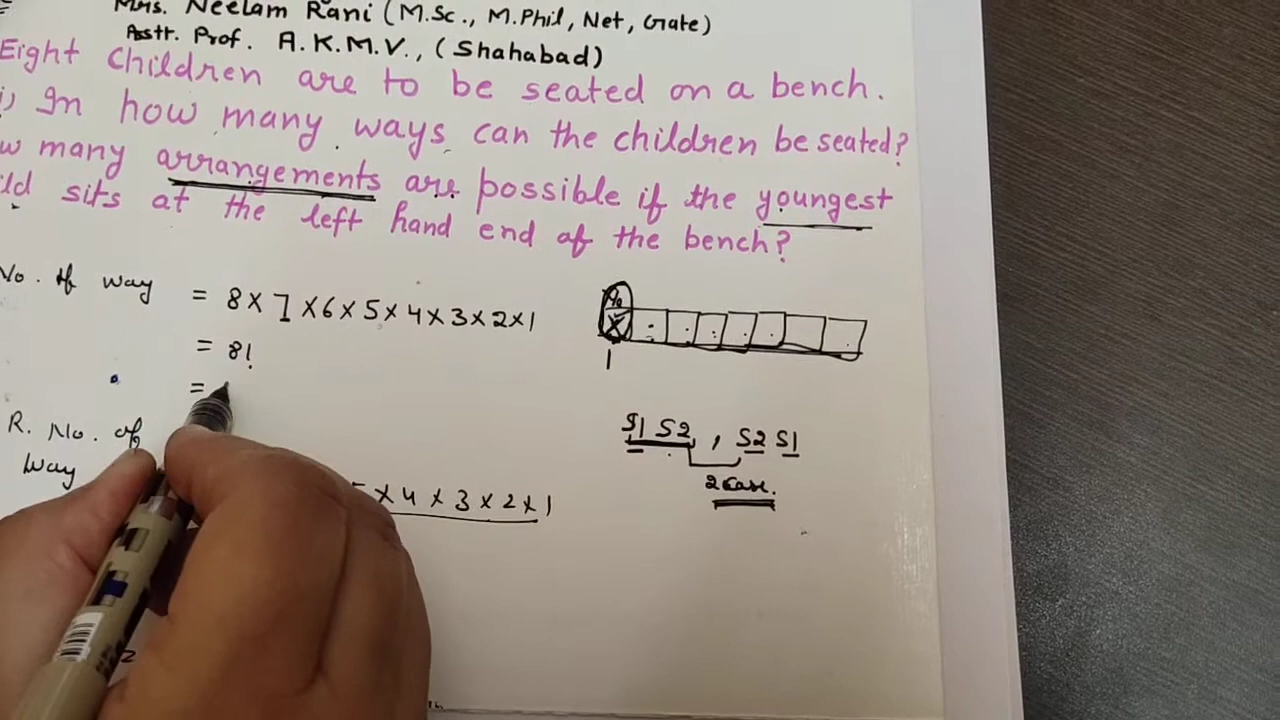 Mrs. Neelam Rani (M.Sc., M.Phil, Net, Gate)
Asstt. Prof. A.K.M.V., (Shahabad)
Eight Children are to be seated on a bench.
i) In how many ways can the children be seated?
many arrangements are possible if the youngest
sits at the left hand end of the bench?
No. of way = 8×7×6×5×4×3×2×1
= 8!
=
1
R. No. of
way
× 4 × 3 × 2 × 1
S1 S2 , S2 S1
2 Case.